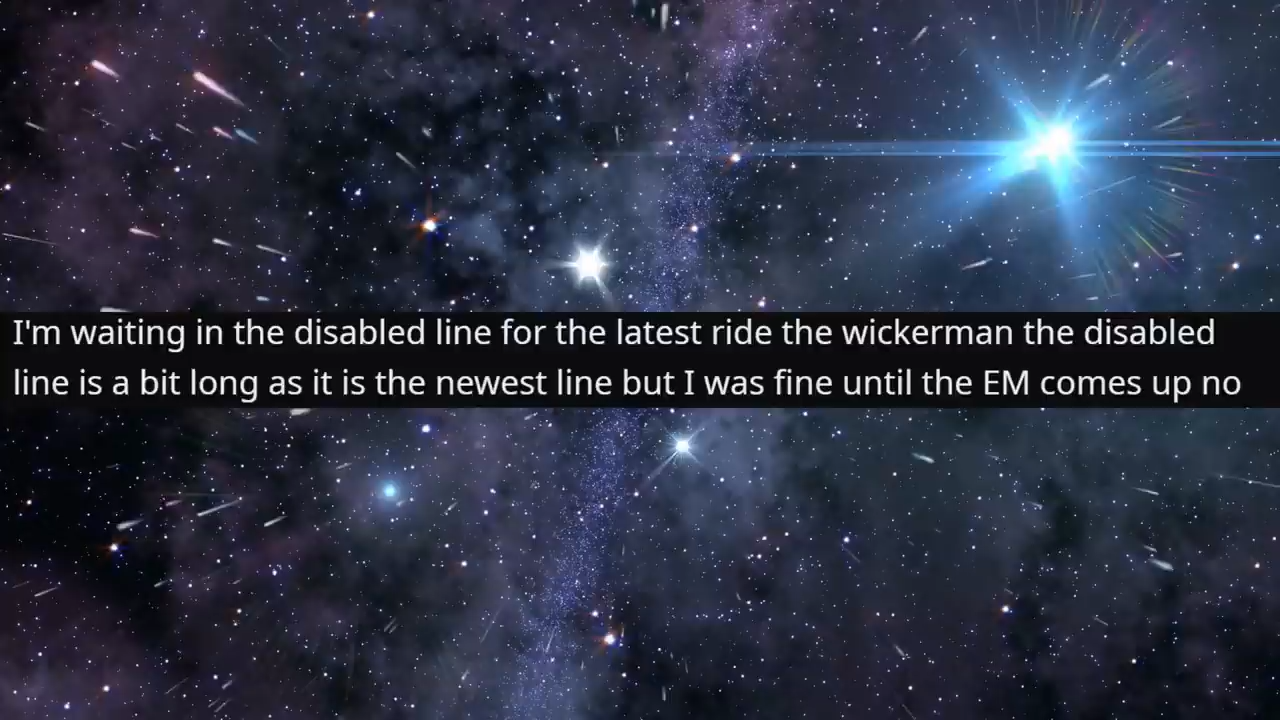 I'm waiting in the disabled line for the latest ride the wickerman the disabled
line is a bit long as it is the newest line but I was fine until the EM comes up no